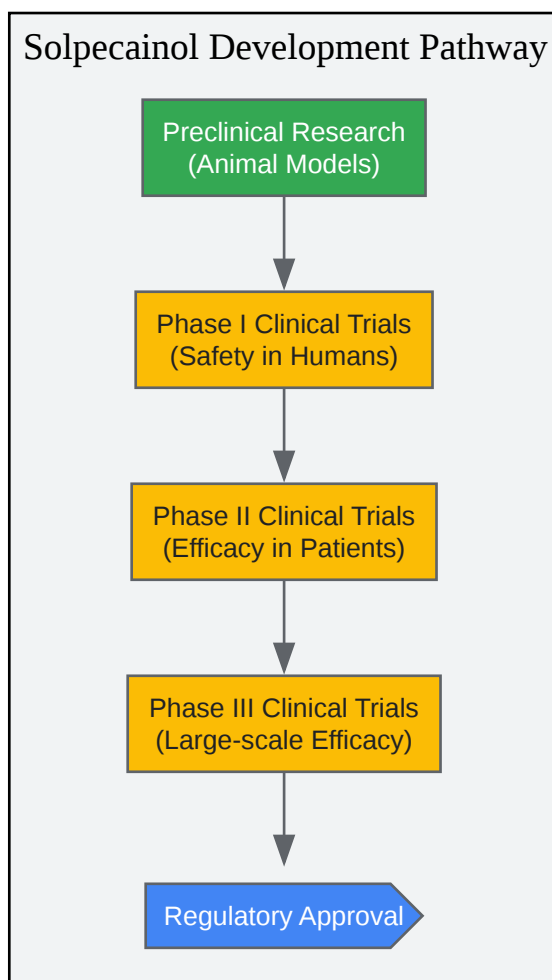 Solpecainol Development Pathway
Preclinical Research
(Animal Models)
Phase I Clinical Trials
(Safety in Humans)
Phase II Clinical Trials
(Efficacy in Patients)
Phase III Clinical Trials
(Large-scale Efficacy)
Regulatory Approval